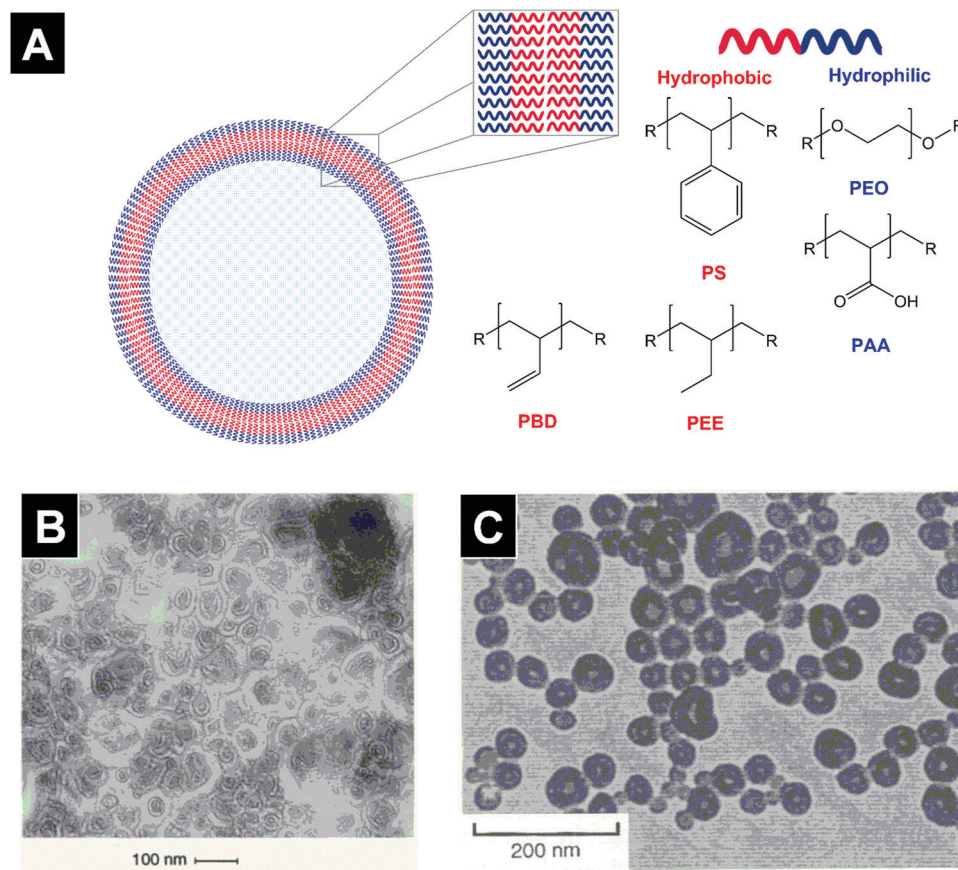 A
Hydrophobic Hydrophilic
R R
PS
R O O R
PEO
R R
O OH
PAA
R R
PBD
R R
PEE
B
100 nm
C
200 nm